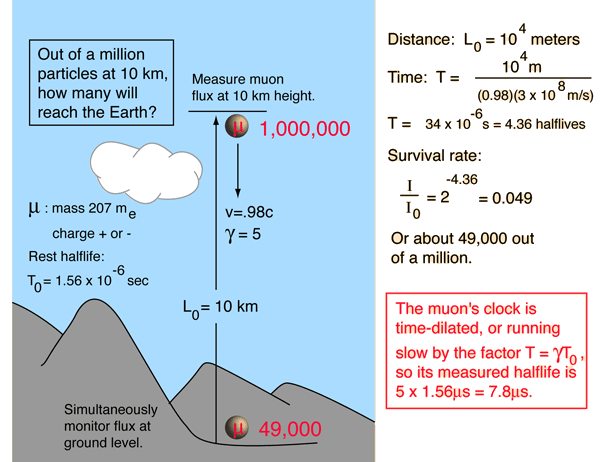 Out of a million
particles at 10 km,
how many will
reach the Earth?
Measure muon
flux at 10 km height.
μ 1,000,000
v=.98c
γ = 5
μ : mass 207 mₑ
charge + or -
Rest halflife:
T₀= 1.56 x 10⁻⁶ sec
L₀= 10 km
Simultaneously
monitor flux at
ground level.
μ 49,000
Distance: L₀ = 10⁴ meters
Time: T = 10⁴m
(0.98)(3 x 10⁸ m/s)
T = 34 x 10⁻⁶s = 4.36 halflives
Survival rate:
I/I₀ = 2⁻⁴·³⁶ = 0.049
Or about 49,000 out
of a million.
The muon's clock is
time-dilated, or running
slow by the factor T = γT₀,
so its measured halflife is
5 x 1.56μs = 7.8μs.